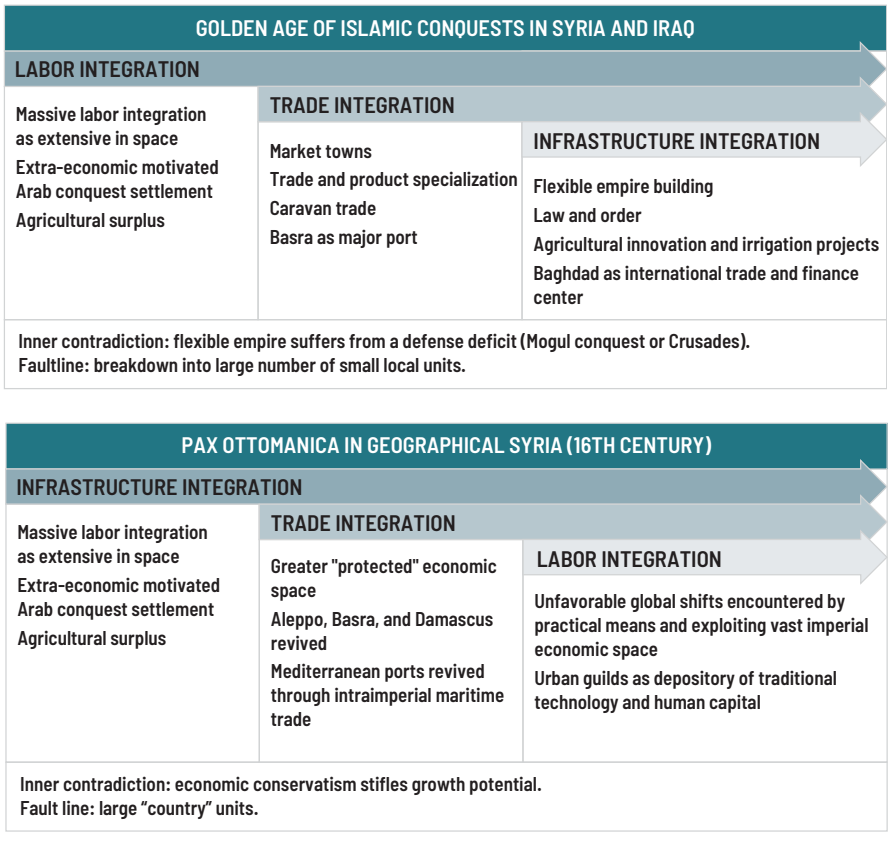 GOLDEN AGE OF ISLAMIC CONQUESTS IN SYRIA AND IRAQ
LABOR INTEGRATION
Massive labor integration
as extensive in space
Extra-economic motivated
Arab conquest settlement
Agricultural surplus
TRADE INTEGRATION
Market towns
Trade and product specialization
Caravan trade
Basra as major port
INFRASTRUCTURE INTEGRATION
Flexible empire building
Law and order
Agricultural innovation and irrigation projects
Baghdad as international trade and finance
center
Inner contradiction: flexible empire suffers from a defense deficit (Mogul conquest or Crusades).
Faultline: breakdown into large number of small local units.
PAX OTTOMANICA IN GEOGRAPHICAL SYRIA (16TH CENTURY)
INFRASTRUCTURE INTEGRATION
Massive labor integration
as extensive in space
Extra-economic motivated
Arab conquest settlement
Agricultural surplus
TRADE INTEGRATION
Greater "protected" economic
space
Aleppo, Basra, and Damascus
revived
Mediterranean ports revived
through intraimperial maritime
trade
LABOR INTEGRATION
Unfavorable global shifts encountered by
practical means and exploiting vast imperial
economic space
Urban guilds as depository of traditional
technology and human capital
Inner contradiction: economic conservatism stifles growth potential.
Fault line: large “country” units.